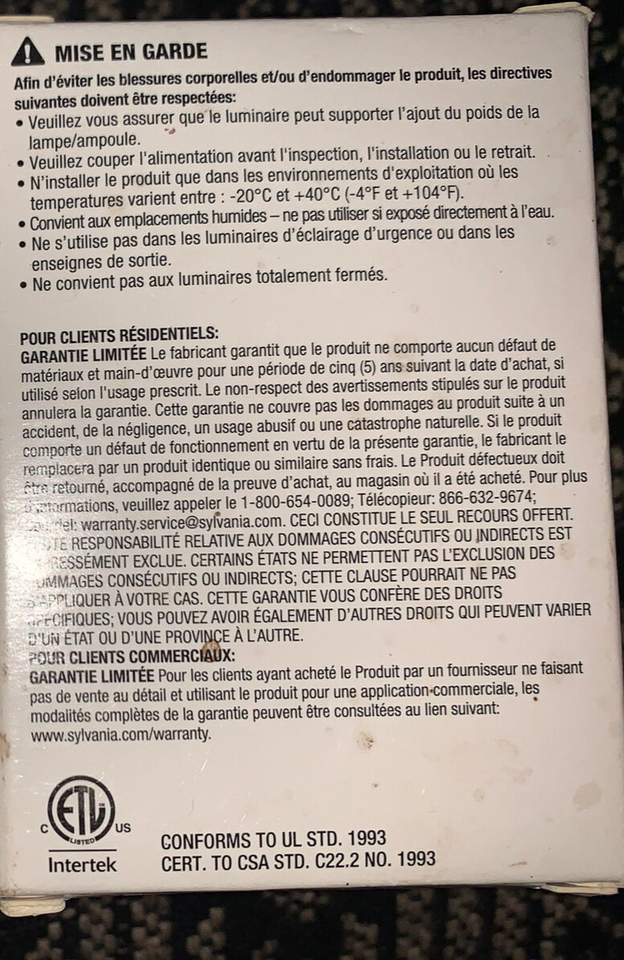 MISE EN GARDE
Afin d'éviter les blessures corporelles et/ou d'endommager le produit, les directives
suivantes doivent être respectées:
• Veuillez vous assurer que le luminaire peut supporter l'ajout du poids de la
lampe/ampoule.
• Veuillez couper l'alimentation avant l'inspection, l'installation ou le retrait.
• N'installer le produit que dans les environnements d'exploitation où les
temperatures varient entre : -20°C et +40°C (-4°F et +104°F).
• Convient aux emplacements humides – ne pas utiliser si exposé directement à l'eau.
• Ne s'utilise pas dans les luminaires d'éclairage d'urgence ou dans les
enseignes de sortie.
• Ne convient pas aux luminaires totalement fermés.
POUR CLIENTS RÉSIDENTIELS:
GARANTIE LIMITÉE Le fabricant garantit que le produit ne comporte aucun défaut de
matériaux et main-d'œuvre pour une période de cinq (5) ans suivant la date d'achat, si
utilisé selon l'usage prescrit. Le non-respect des avertissements stipulés sur le produit
annulera la garantie. Cette garantie ne couvre pas les dommages au produit suite à un
accident, de la négligence, un usage abusif ou une catastrophe naturelle. Si le produit
comporte un défaut de fonctionnement en vertu de la présente garantie, le fabricant le
remplacera par un produit identique ou similaire sans frais. Le Produit défectueux doit
être retourné, accompagné de la preuve d'achat, au magasin où il a été acheté. Pour plus
d'informations, veuillez appeler le 1-800-654-0089; Télécopieur: 866-632-9674;
warranty.service@sylvania.com. CECI CONSTITUE LE SEUL RECOURS OFFERT.
RESPONSABILITÉ RELATIVE AUX DOMMAGES CONSÉCUTIFS OU INDIRECTS EST
EXCLUE. CERTAINS ÉTATS NE PERMETTENT PAS L'EXCLUSION DES
DOMMAGES CONSÉCUTIFS OU INDIRECTS; CETTE CLAUSE POURRAIT NE PAS
S'APPLIQUER À VOTRE CAS. CETTE GARANTIE VOUS CONFÈRE DES DROITS
SPÉCIFIQUES; VOUS POUVEZ AVOIR ÉGALEMENT D'AUTRES DROITS QUI PEUVENT VARIER
D'UN ÉTAT OU D'UNE PROVINCE À L'AUTRE.
POUR CLIENTS COMMERCIAUX:
GARANTIE LIMITÉE Pour les clients ayant acheté le Produit par un fournisseur ne faisant
pas de vente au détail et utilisant le produit pour une application commerciale, les
modalités complètes de la garantie peuvent être consultées au lien suivant:
www.sylvania.com/warranty.
C ETL US
LISTED
Intertek
CONFORMS TO UL STD. 1993
CERT. TO CSA STD. C22.2 NO. 1993